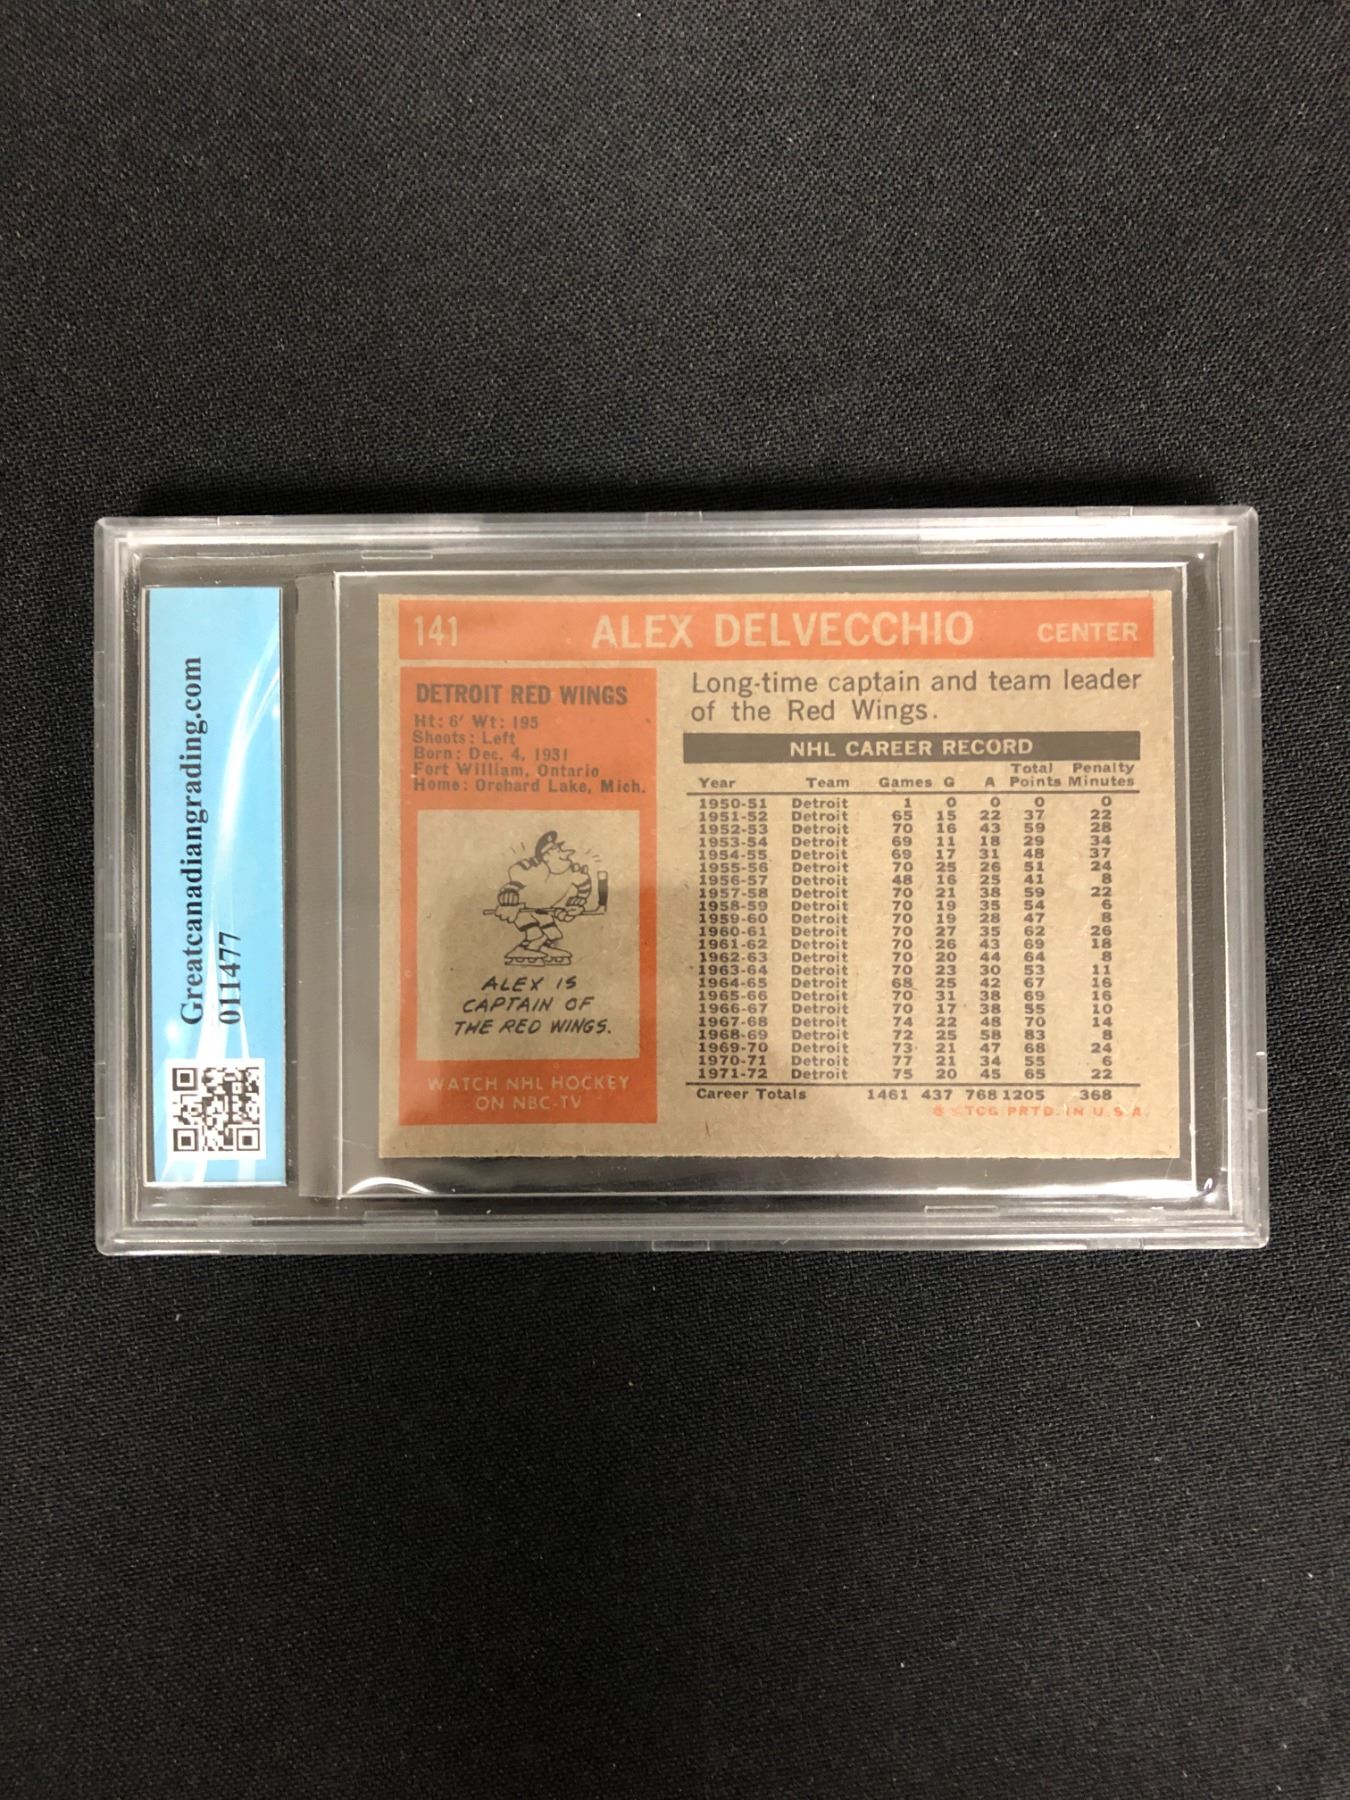 Greatcanadiangrading.com
011477
141 ALEX DELVECCHIO CENTER
DETROIT RED WINGS
Ht: 6' Wt: 195
Shoots: Left
Born: Dec. 4, 1931
Fort William, Ontario
Home: Orchard Lake, Mich.
ALEX IS
CAPTAIN OF
THE RED WINGS.
WATCH NHL HOCKEY
ON NBC-TV
Long-time captain and team leader
of the Red Wings.
NHL CAREER RECORD
Total Penalty
Year Team Games G A Points Minutes
1950-51 Detroit 1 0 0 0 0
1951-52 Detroit 65 15 22 37 22
1952-53 Detroit 70 16 43 59 28
1953-54 Detroit 69 11 18 29 34
1954-55 Detroit 69 17 31 48 37
1955-56 Detroit 70 25 26 51 24
1956-57 Detroit 48 16 25 41 8
1957-58 Detroit 70 21 38 59 22
1958-59 Detroit 70 19 35 54 6
1959-60 Detroit 70 19 28 47 8
1960-61 Detroit 70 27 35 62 26
1961-62 Detroit 70 26 43 69 18
1962-63 Detroit 70 20 44 64 8
1963-64 Detroit 70 23 30 53 11
1964-65 Detroit 68 25 42 67 16
1965-66 Detroit 70 31 38 69 16
1966-67 Detroit 70 17 38 55 10
1967-68 Detroit 74 22 48 70 14
1968-69 Detroit 72 25 58 83 8
1969-70 Detroit 73 21 47 68 24
1970-71 Detroit 77 21 34 55 6
1971-72 Detroit 75 20 45 65 22
Career Totals 1461 437 768 1205 368
© TCG PRTD. IN U.S.A.